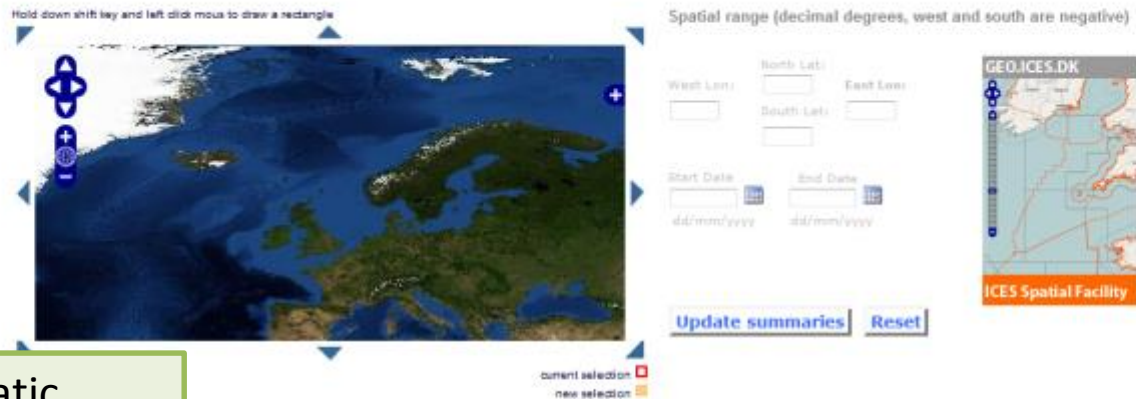 Hold down shift key and left click mous to draw a rectangle
Spatial range (decimal degrees, west and south are negative)
North Lat:
West Lon:
East Lon:
South Lat:
Start Date
End Date
dd/mm/yyyy
dd/mm/yyyy
Update summaries
Reset
GEO.ICES.DK
ICES Spatial Facility
current selection
new selection
atic